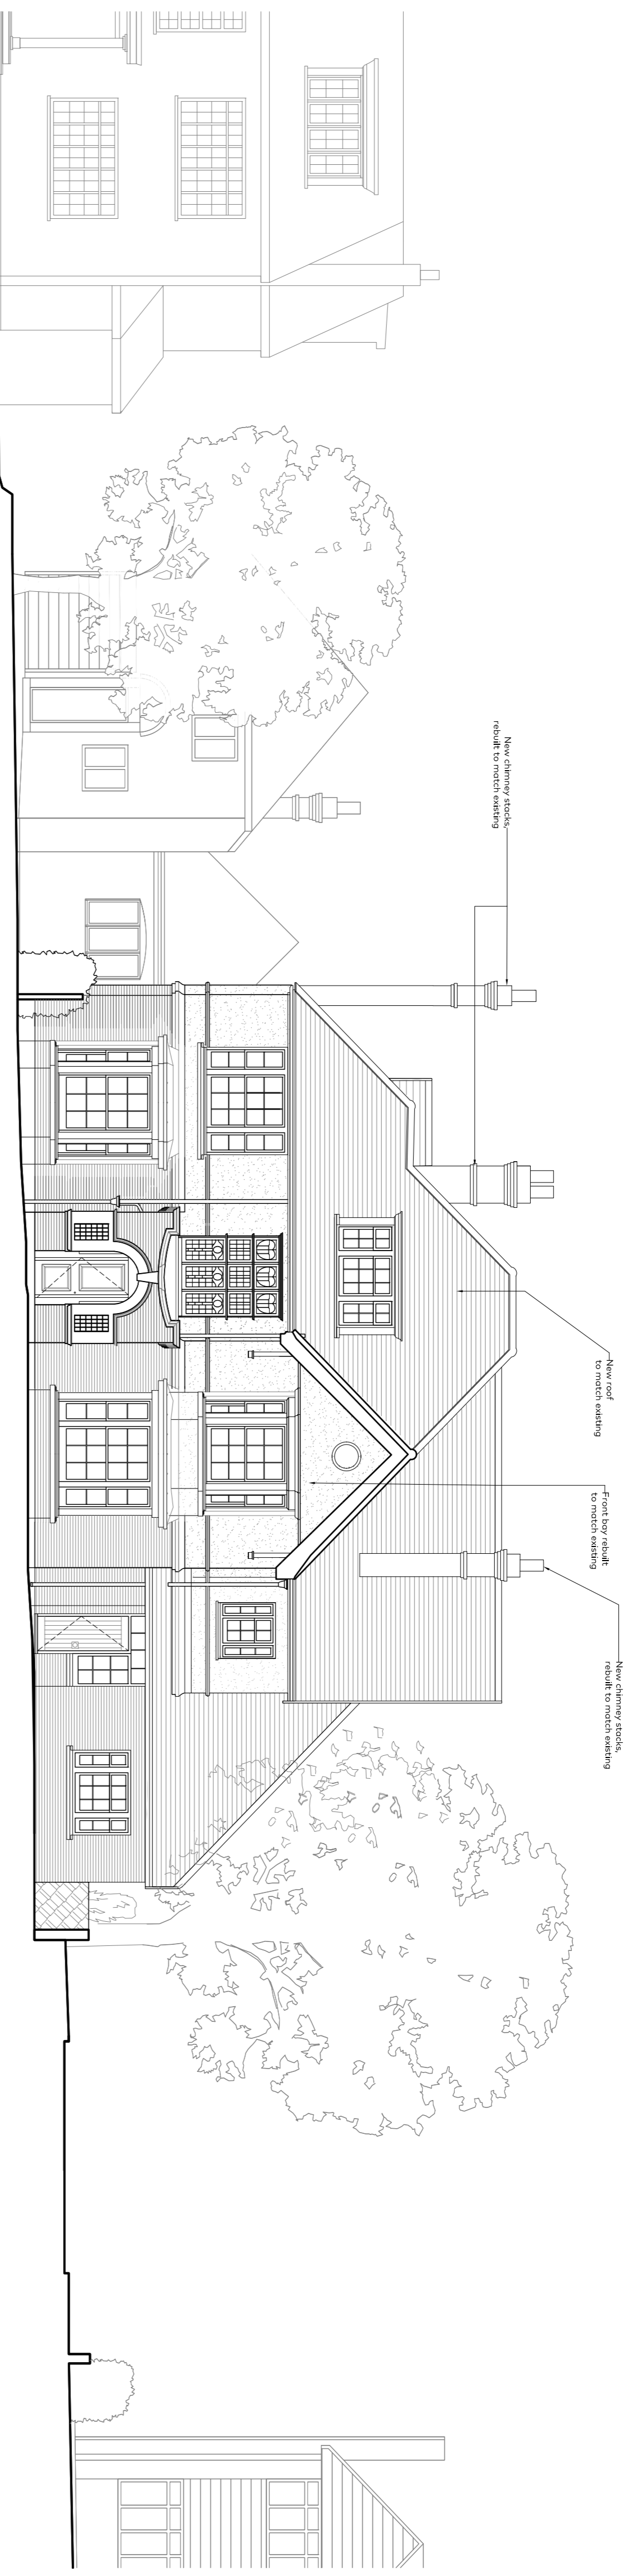 New chimney stacks,
rebuilt to match existing
New roof
to match existing
Front bay rebuilt
to match existing
New chimney stacks,
rebuilt to match existing